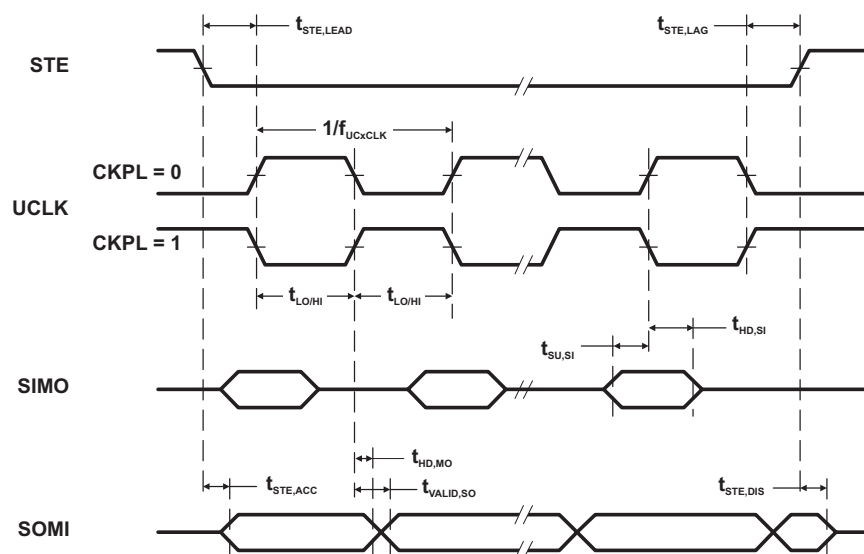 tSTE,LEAD
tSTE,LAG
STE
1/fUCxCLK
CKPL = 0
UCLK
CKPL = 1
tLO/HI
tLO/HI
tHD,SI
tSU,SI
SIMO
tHD,MO
tSTE,ACC
tVALID,SO
tSTE,DIS
SOMI